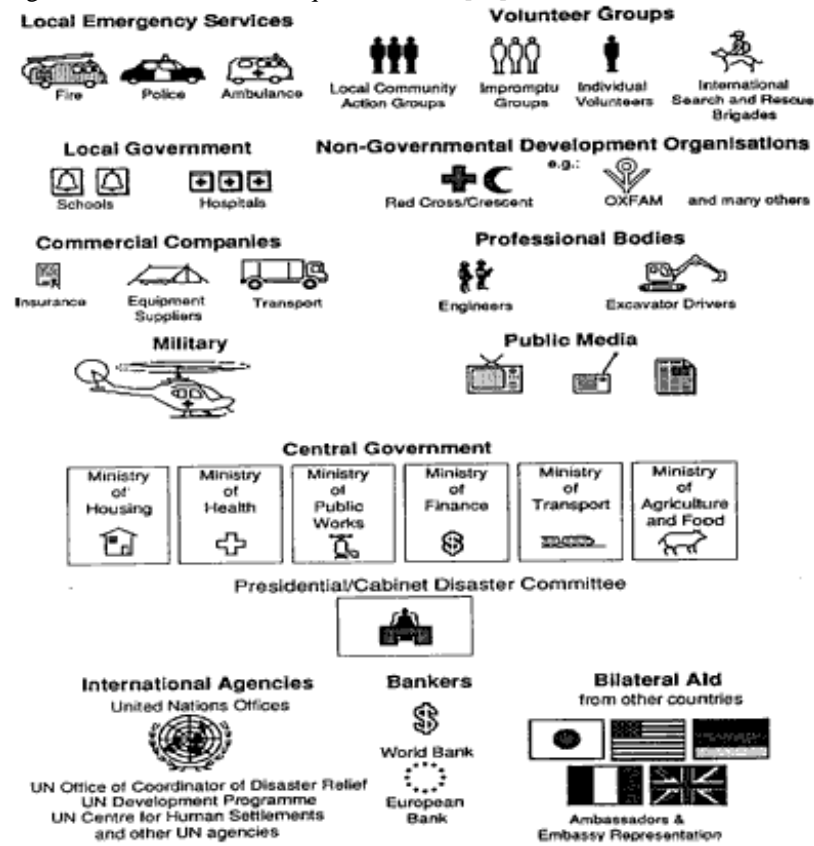 Local Emergency Services
Fire
Police
Ambulance
Volunteer Groups
Local Community
Action Groups
Impromptu
Groups
Individual
Volunteers
International
Search and Rescue
Brigades
Local Government
Schools
Hospitals
Non-Governmental Development Organisations
e.g.:
Red Cross/Crescent
OXFAM
and many others
Commercial Companies
Insurance
Equipment
Suppliers
Transport
Professional Bodies
Engineers
Excavator Drivers
Military
Public Media
Central Government
Ministry
of
Housing
Ministry
of
Health
Ministry
of
Public
Works
Ministry
of
Finance
Ministry
of
Transport
Ministry
of
Agriculture
and Food
Presidential/Cabinet Disaster Committee
International Agencies
United Nations Offices
UN Office of Coordinator of Disaster Relief
UN Development Programme
UN Centre for Human Settlements
and other UN agencies
Bankers
World Bank
European
Bank
Bilateral Aid
from other countries
Ambassadors &
Embassy Representation